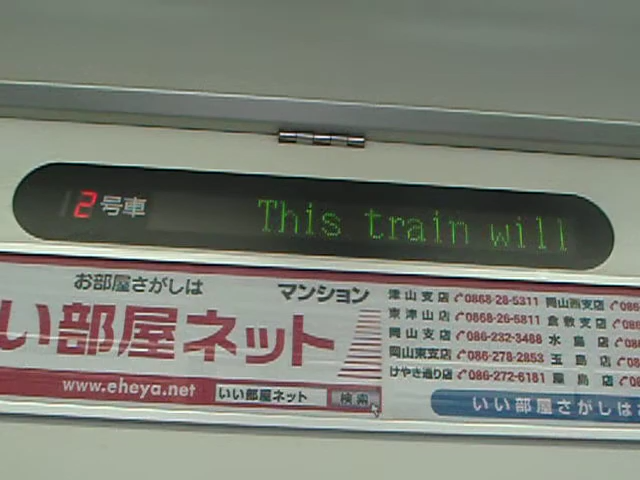 2号車 This train will
お部屋さがしは マンション
い部屋ネット
www.eheya.net いい部屋ネット 検索
津山支店 0868-28-5311 岡山西支店 086
東津山店 0868-26-6811 倉敷支店
岡山支店 086-232-3488 水島店
岡山東支店 086-278-2853 玉島店
けやき通り店 086-272-6181
いい部屋さがしは